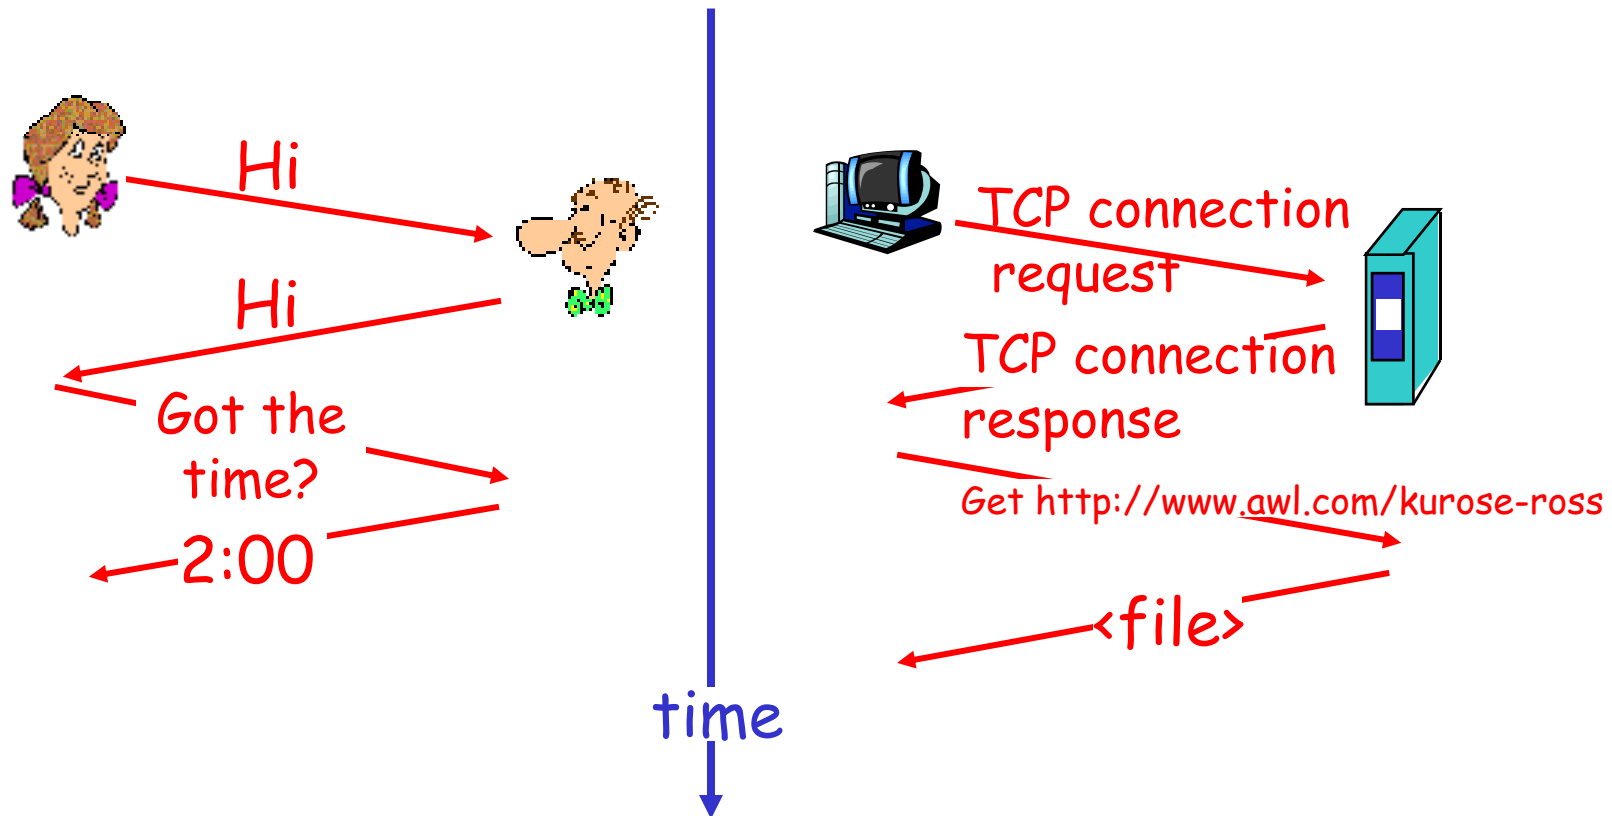 Hi
Hi
Got the
time?
2:00
time
TCP connection
request
TCP connection
response
Get http://www.awl.com/kurose-ross
<file>